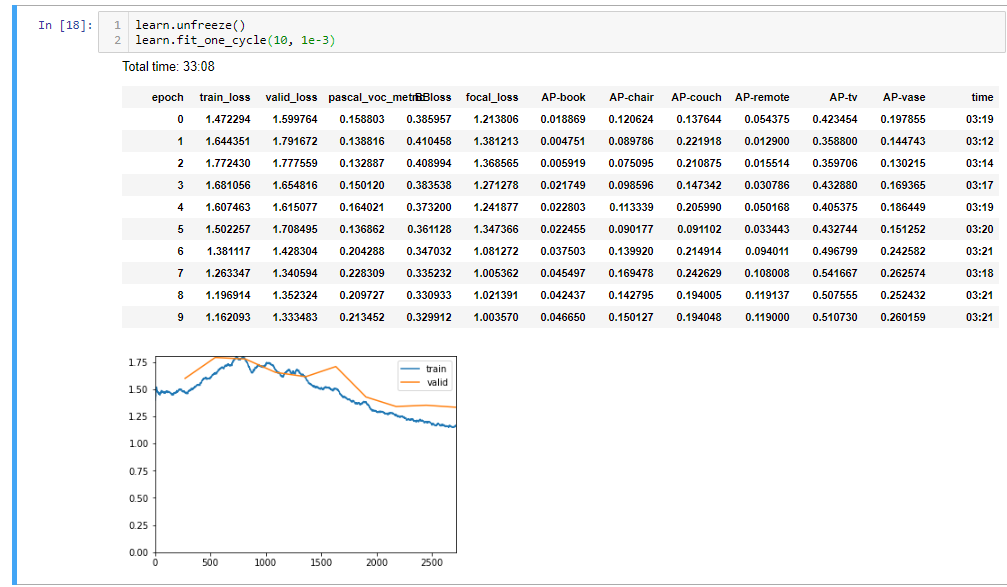 In [18]:
1 learn.unfreeze()
2 learn.fit_one_cycle(10, 1e-3)
Total time: 33:08
epoch train_loss valid_loss pascal_voc_metric BBloss focal_loss AP-book AP-chair AP-couch AP-remote AP-tv AP-vase time
0 1.472294 1.599764 0.158803 0.385957 1.213806 0.018869 0.120624 0.137644 0.054375 0.423454 0.197855 03:19
1 1.644351 1.791672 0.138816 0.410458 1.381213 0.004751 0.089786 0.221918 0.012900 0.358800 0.144743 03:12
2 1.772430 1.777559 0.132887 0.408994 1.368565 0.005919 0.075095 0.210875 0.015514 0.359706 0.130215 03:14
3 1.681056 1.654816 0.150120 0.383538 1.271278 0.021749 0.098596 0.147342 0.030786 0.432880 0.169365 03:17
4 1.607463 1.615077 0.164021 0.373200 1.241877 0.022803 0.113339 0.205990 0.050168 0.405375 0.186449 03:19
5 1.502257 1.708495 0.136862 0.361128 1.347366 0.022455 0.090177 0.091102 0.033443 0.432744 0.151252 03:20
6 1.381117 1.428304 0.204288 0.347032 1.081272 0.037503 0.139920 0.214914 0.094011 0.496799 0.242582 03:21
7 1.263347 1.340594 0.228309 0.335232 1.005362 0.045497 0.169478 0.242629 0.108008 0.541667 0.262574 03:18
8 1.196914 1.352324 0.209727 0.330933 1.021391 0.042437 0.142795 0.194005 0.119137 0.507555 0.252432 03:21
9 1.162093 1.333483 0.213452 0.329912 1.003570 0.046650 0.150127 0.194048 0.119000 0.510730 0.260159 03:21
1.75
train
valid
1.50
1.25
1.00
0.75
0.50
0.25
0.00
0 500 1000 1500 2000 2500